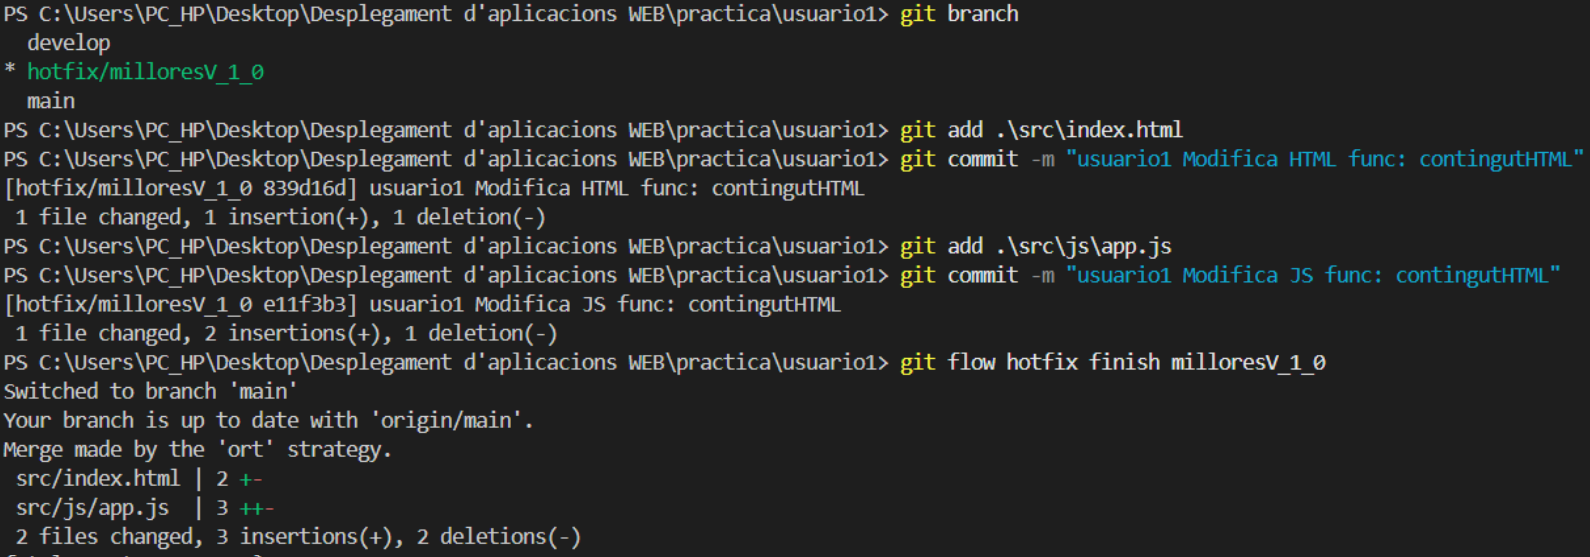 PS C:\Users\PC_HP\Desktop\Desplegament d'aplicacions WEB\practica\usuario1> git branch
  develop
* hotfix/milloresV_1_0
  main
PS C:\Users\PC_HP\Desktop\Desplegament d'aplicacions WEB\practica\usuario1> git add .\src\index.html
PS C:\Users\PC_HP\Desktop\Desplegament d'aplicacions WEB\practica\usuario1> git commit -m "usuario1 Modifica HTML func: contingutHTML"
[hotfix/milloresV_1_0 839d16d] usuario1 Modifica HTML func: contingutHTML
 1 file changed, 1 insertion(+), 1 deletion(-)
PS C:\Users\PC_HP\Desktop\Desplegament d'aplicacions WEB\practica\usuario1> git add .\src\js\app.js
PS C:\Users\PC_HP\Desktop\Desplegament d'aplicacions WEB\practica\usuario1> git commit -m "usuario1 Modifica JS func: contingutHTML"
[hotfix/milloresV_1_0 e11f3b3] usuario1 Modifica JS func: contingutHTML
 1 file changed, 2 insertions(+), 1 deletion(-)
PS C:\Users\PC_HP\Desktop\Desplegament d'aplicacions WEB\practica\usuario1> git flow hotfix finish milloresV_1_0
Switched to branch 'main'
Your branch is up to date with 'origin/main'.
Merge made by the 'ort' strategy.
 src/index.html | 2 +-
 src/js/app.js  | 3 ++-
 2 files changed, 3 insertions(+), 2 deletions(-)